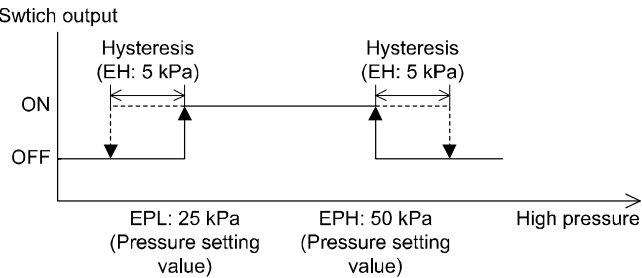 Swtich output
Hysteresis
(EH: 5 kPa)
Hysteresis
(EH: 5 kPa)
ON
OFF
EPL: 25 kPa
(Pressure setting
value)
EPH: 50 kPa
(Pressure setting
value)
High pressure